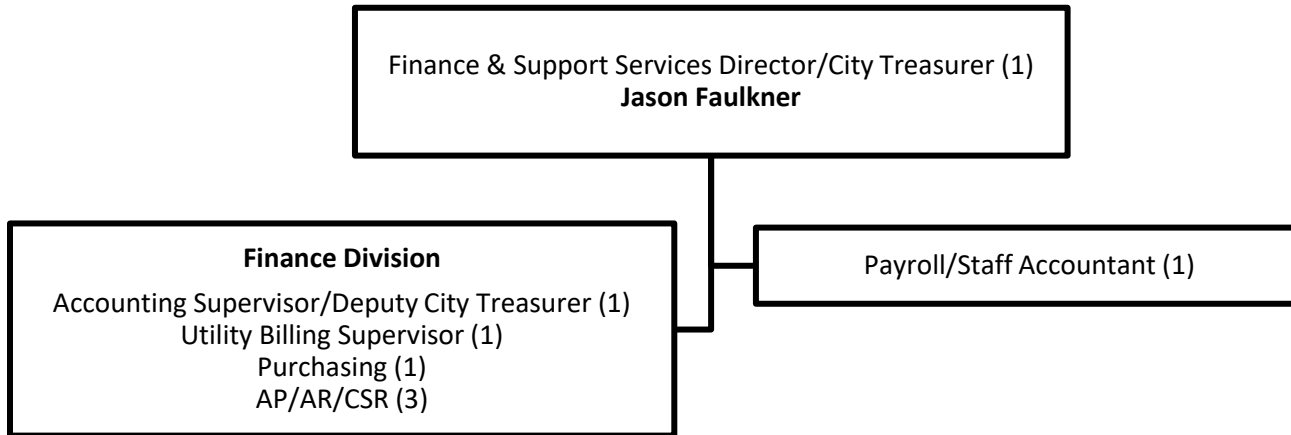 Finance & Support Services Director/City Treasurer (1)
Jason Faulkner
Finance Division
Accounting Supervisor/Deputy City Treasurer (1)
Utility Billing Supervisor (1)
Purchasing (1)
AP/AR/CSR (3)
Payroll/Staff Accountant (1)